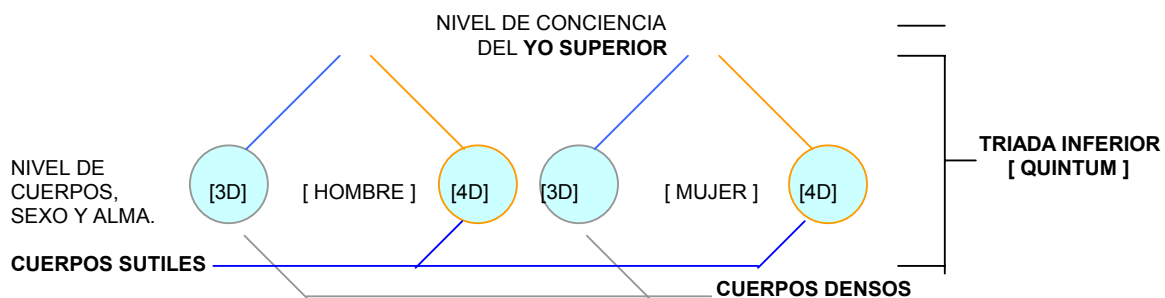 NIVEL DE CONCIENCIA
DEL YO SUPERIOR
TRIADA INFERIOR
[ QUINTUM ]
NIVEL DE
CUERPOS,
SEXO Y ALMA.
[3D] [ HOMBRE ] [4D] [3D] [ MUJER ] [4D]
CUERPOS SUTILES
CUERPOS DENSOS